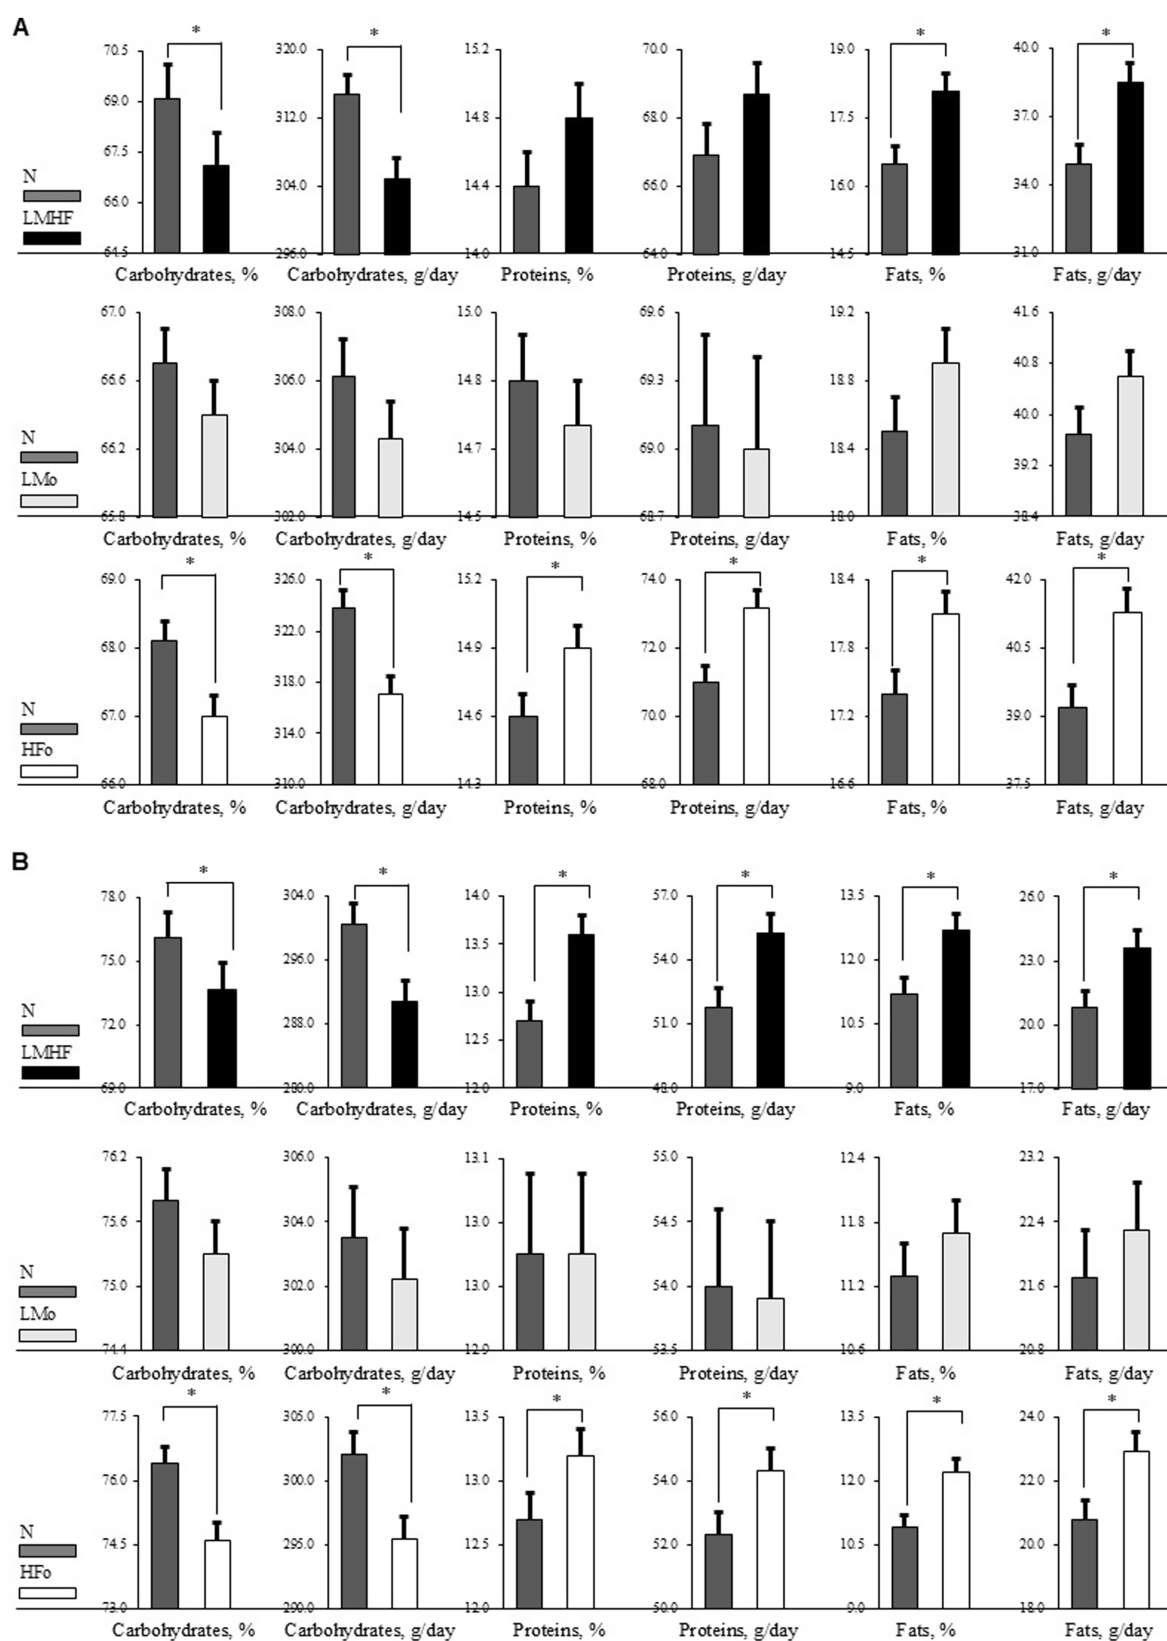 A
* * * *
70.5 320.0 15.2 70.0 19.0 40.0
69.0 312.0 14.8 68.0 17.5 37.0
67.5 304.0 14.4 66.0 16.0 34.0
66.0
N
LMHF
64.5 296.0 14.0 64.0 14.5 31.0
Carbohydrates, % Carbohydrates, g/day Proteins, % Proteins, g/day Fats, % Fats, g/day
67.0 308.0 15.0 69.6 19.2 41.6
66.6 306.0 14.8 69.3 18.8 40.8
40.0
66.2 304.0 14.7 69.0 18.4 39.2
N
LMo
65.8 302.0 14.5 68.7 18.0 38.4
Carbohydrates, % Carbohydrates, g/day Proteins, % Proteins, g/day Fats, % Fats, g/day
* * * * * *
69.0 326.0 15.2 74.0 18.4 42.0
322.0
68.0 14.9 72.0 17.8 40.5
318.0
67.0 314.0 14.6 70.0 17.2 39.0
N
HFo
66.0 310.0 14.3 68.0 16.6 37.5
Carbohydrates, % Carbohydrates, g/day Proteins, % Proteins, g/day Fats, % Fats, g/day
B
* * * * * *
78.0 304.0 14.0 57.0 13.5 26.0
13.5
75.0 296.0 13.0 54.0 12.0 23.0
72.0 288.0 12.5 51.0 10.5 20.0
N
LMHF
69.0 280.0 12.0 48.0 9.0 17.0
Carbohydrates, % Carbohydrates, g/day Proteins, % Proteins, g/day Fats, % Fats, g/day
76.2 306.0 13.1 55.0 12.4 23.2
75.6 304.0 13.0 54.5 11.8 22.4
75.0 302.0 13.0 54.0 11.2 21.6
N
LMo
74.4 300.0 12.9 53.5 10.6 20.8
Carbohydrates, % Carbohydrates, g/day Proteins, % Proteins, g/day Fats, % Fats, g/day
* * * * * *
77.5 305.0 13.5 56.0 13.5 24.0
76.0 300.0 13.0 54.0 12.0 22.0
74.5 295.0 12.5 52.0 10.5 20.0
N
HFo
73.0 290.0 12.0 50.0 9.0 18.0
Carbohydrates, % Carbohydrates, g/day Proteins, % Proteins, g/day Fats, % Fats, g/day